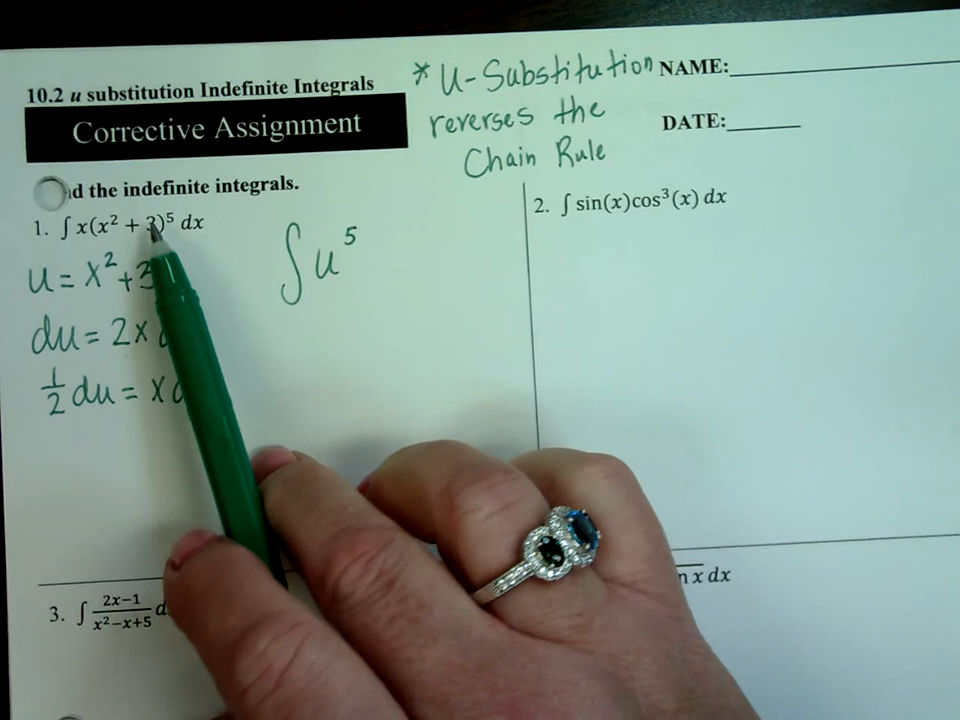 10.2 u substitution Indefinite Integrals
* U-Substitution reverses the Chain Rule
NAME:
Corrective Assignment
DATE:
d the indefinite integrals.
1. ∫ x(x² + 3)⁵ dx
u = x² + 3
du = 2x
½ du = x
∫ u⁵
2. ∫ sin(x)cos³(x) dx
3. ∫ 2x−1 / x²−x+5 d
n x dx